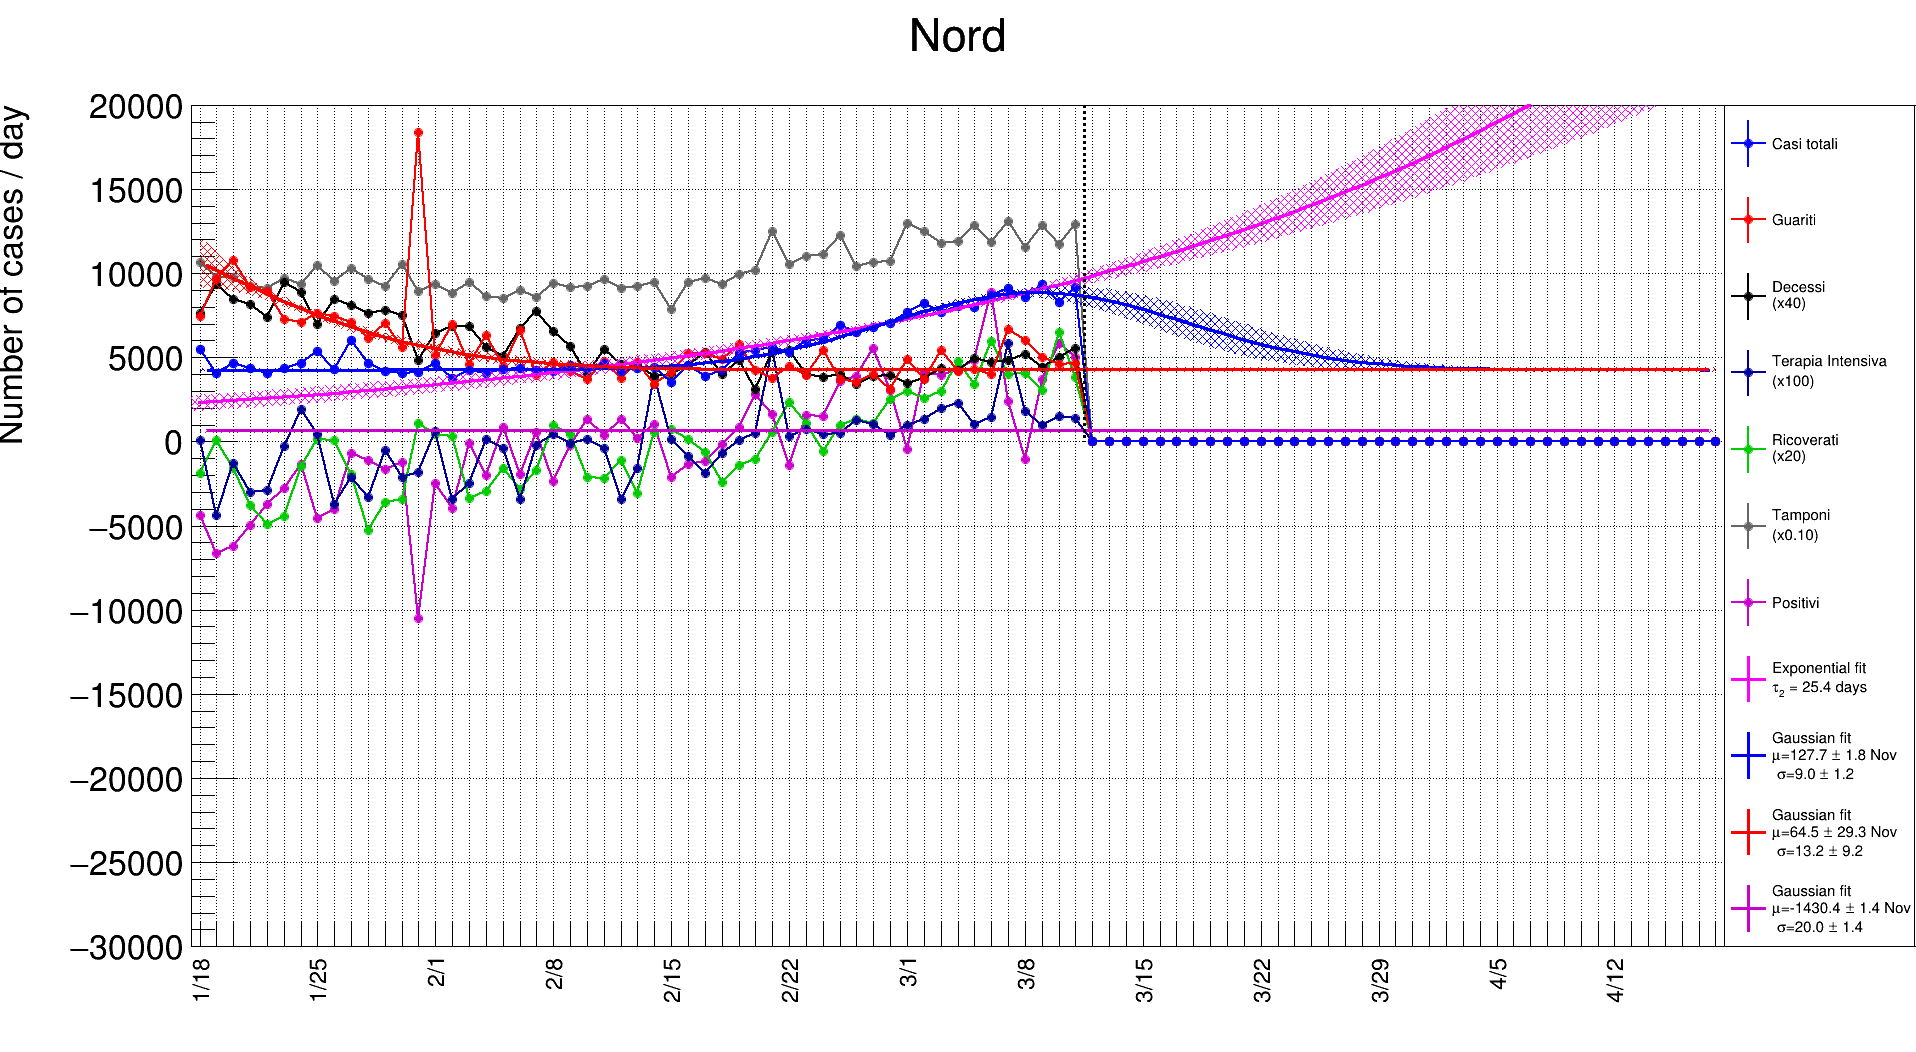 Nord
Number of cases / day
20000
15000
10000
5000
0
−5000
−10000
−15000
−20000
−25000
−30000
1/18
1/25
2/1
2/8
2/15
2/22
3/1
3/8
3/15
3/22
3/29
4/5
4/12
Casi totali
Guariti
Decessi
(x40)
Terapia Intensiva
(x100)
Ricoverati
(x20)
Tamponi
(x0.10)
Positivi
Exponential fit
τ2 = 25.4 days
Gaussian fit
μ=127.7 ± 1.8 Nov
σ=9.0 ± 1.2
Gaussian fit
μ=64.5 ± 29.3 Nov
σ=13.2 ± 9.2
Gaussian fit
μ=-1430.4 ± 1.4 Nov
σ=20.0 ± 1.4